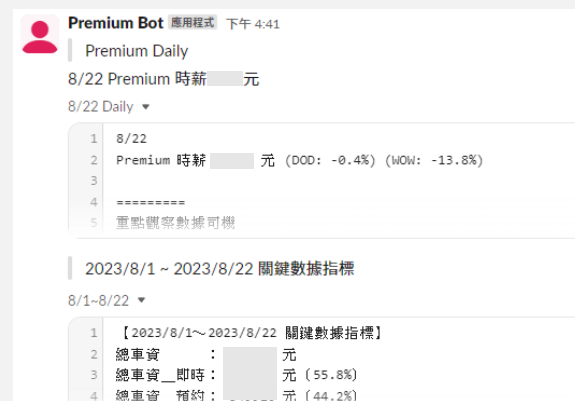 Premium Bot 應用程式 下午 4:41
Premium Daily
8/22 Premium 時薪 元
8/22 Daily
1 8/22
2 Premium 時薪 元 (DOD: -0.4%) (WOW: -13.8%)
3
4 =========
5 重點觀察數據司機
2023/8/1 ~ 2023/8/22 關鍵數據指標
8/1~8/22
1 【2023/8/1～2023/8/22 關鍵數據指標】
2 總車資 : 元
3 總車資__即時: 元 (55.8%)
4 總車資__預約: 元 (44.2%)